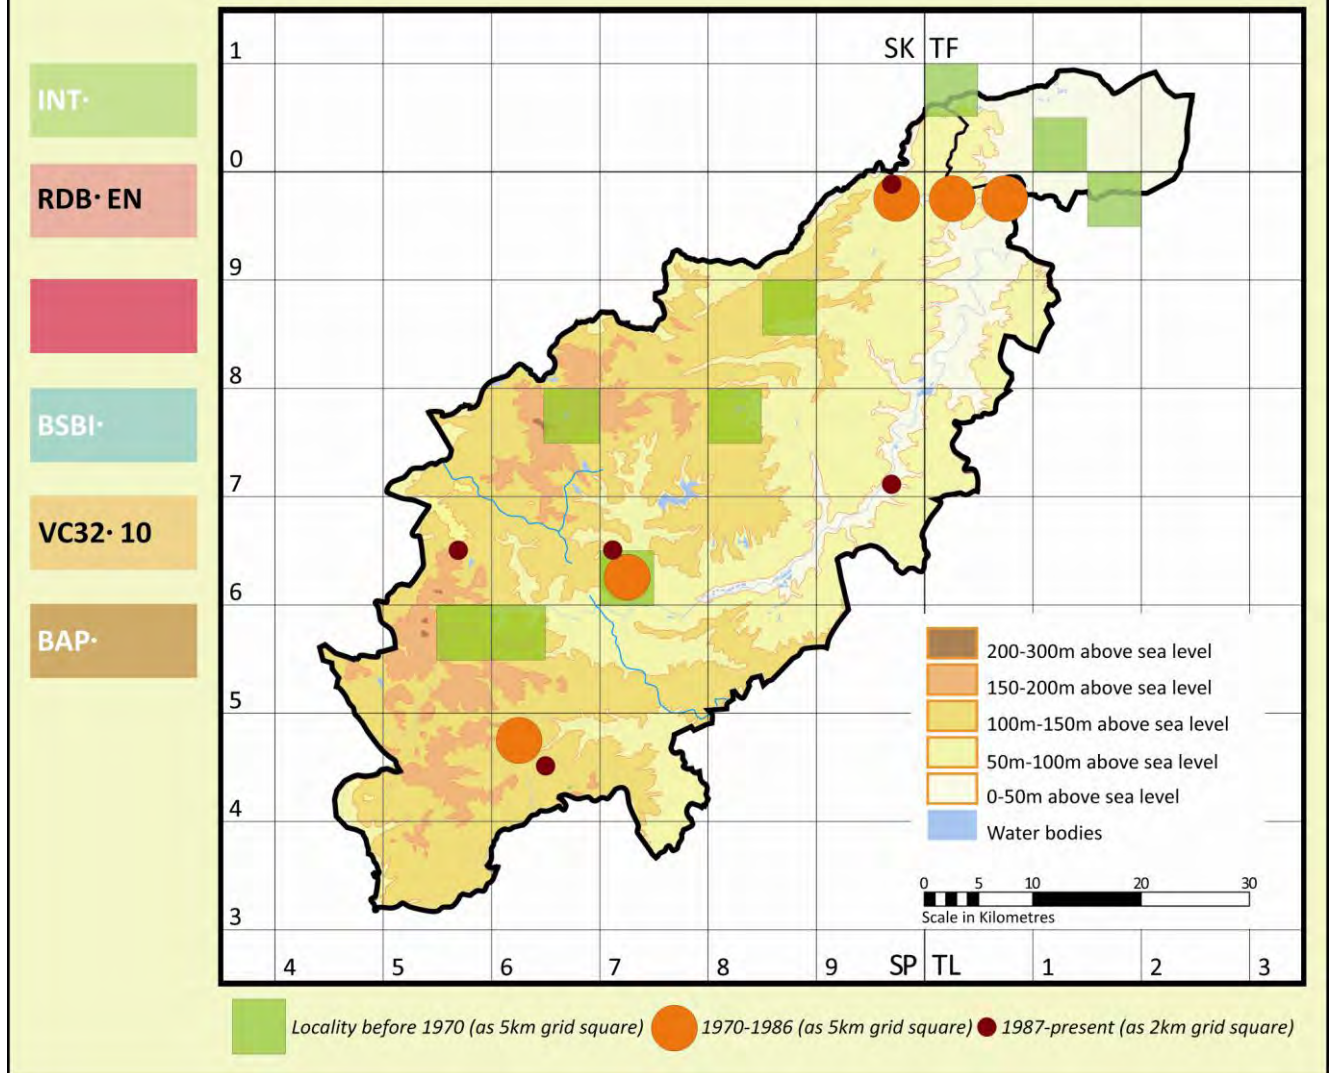 INT·
RDB· EN
BSBI·
VC32· 10
BAP·
SK TF
1
0
9
8
7
6
5
4
3
4 5 6 7 8 9 SP TL 1 2 3
200-300m above sea level
150-200m above sea level
100m-150m above sea level
50m-100m above sea level
0-50m above sea level
Water bodies
0 5 10 20 30
Scale in Kilometres
Locality before 1970 (as 5km grid square) 1970-1986 (as 5km grid square) 1987-present (as 2km grid square)